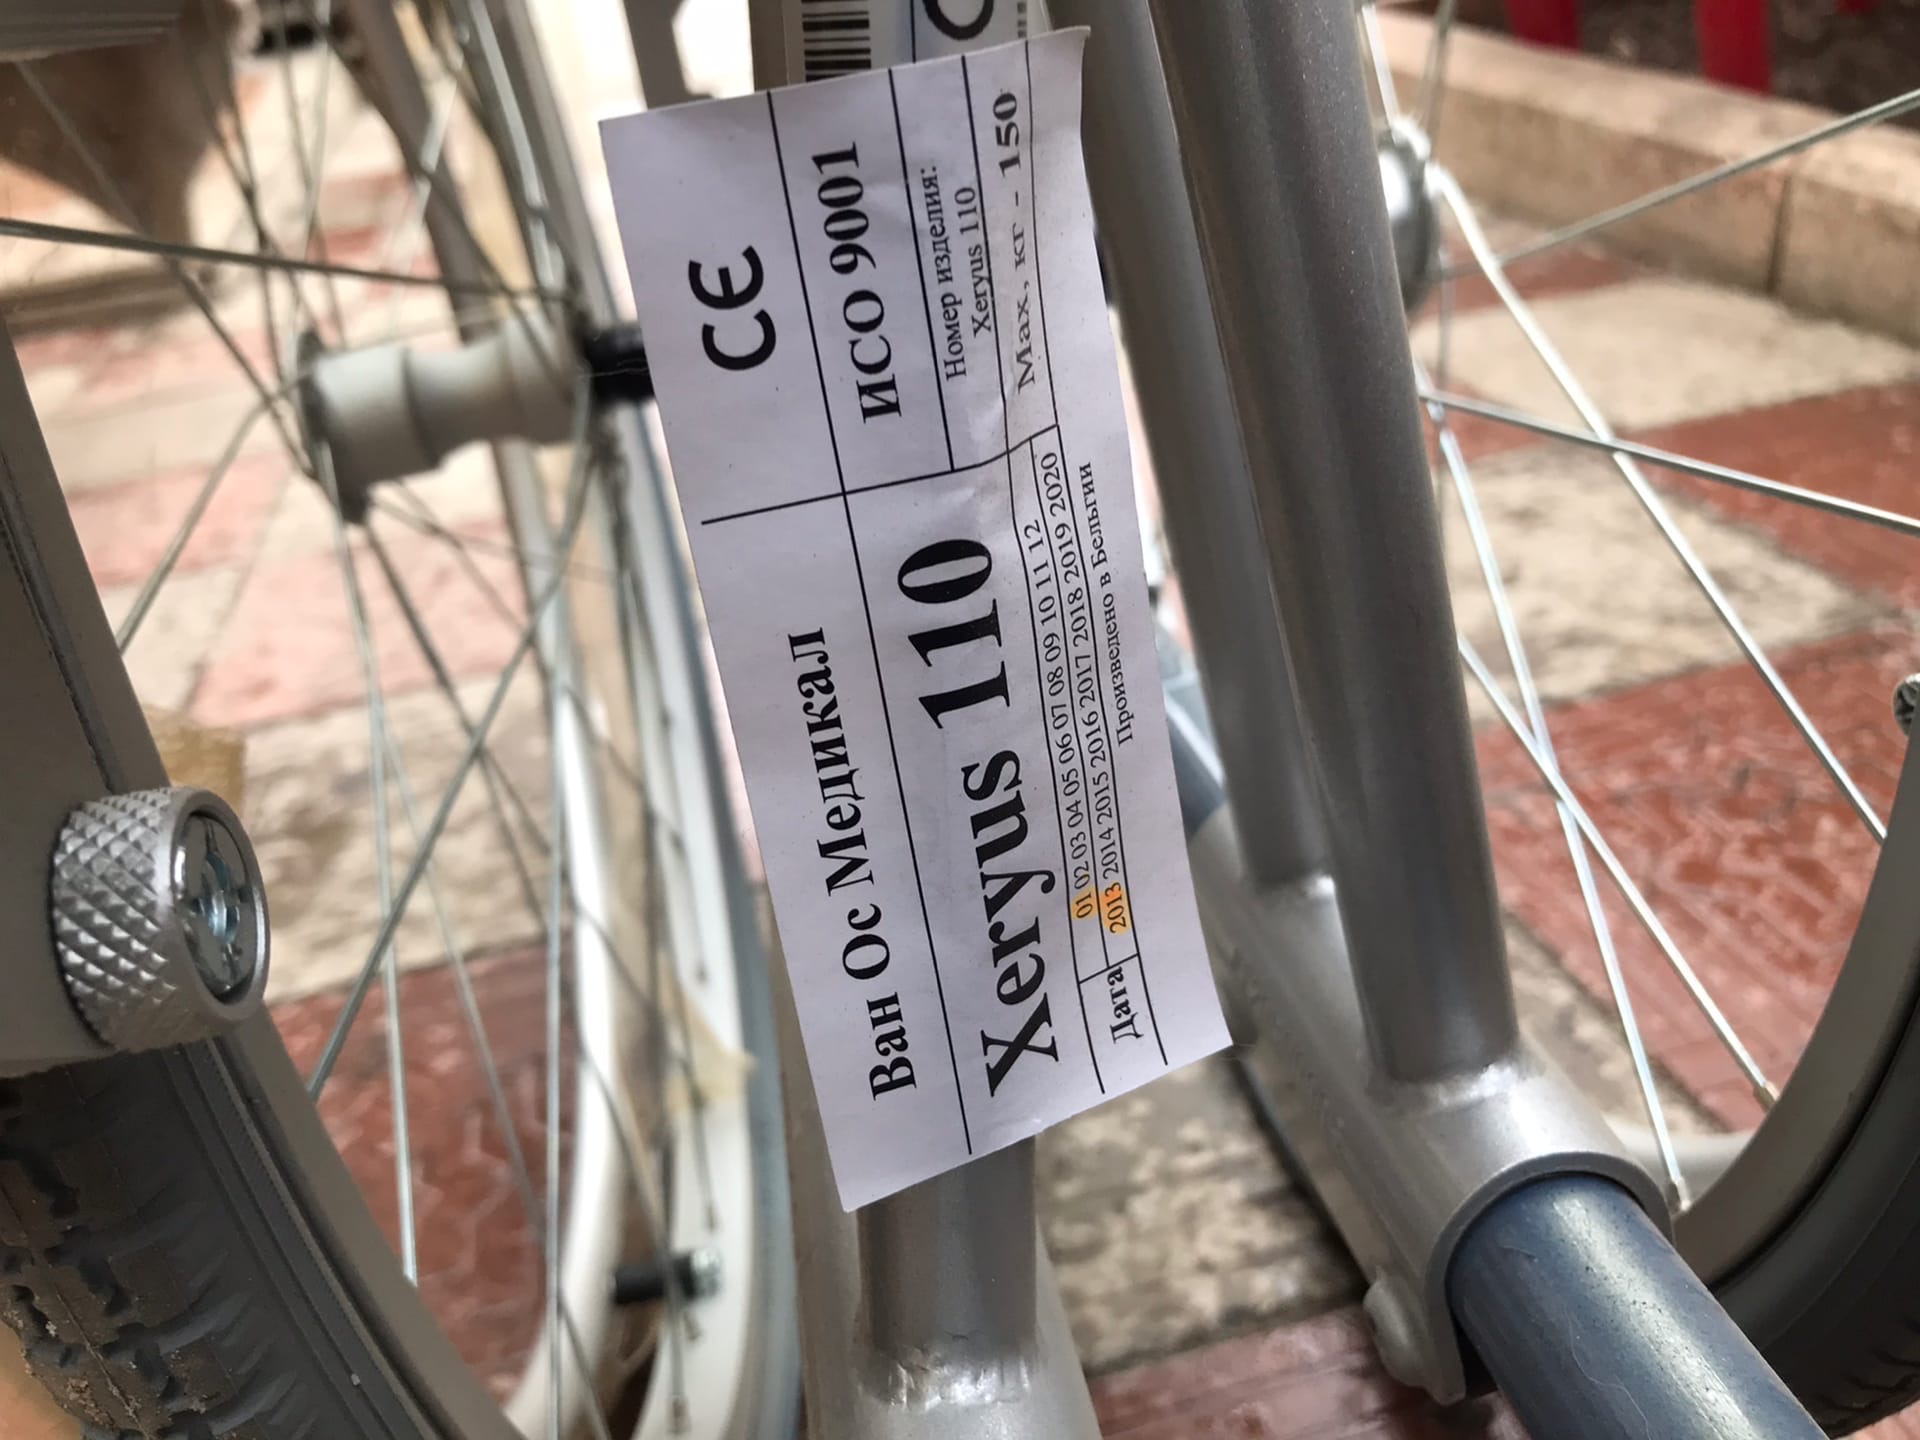 Ван Ос Медикал
CE
Xeryus 110
ИСО 9001
Номер изделия:
Xeryus 110
Max, кг - 150
Дата
01 02 03 04 05 06 07 08 09 10 11 12
2013 2014 2015 2016 2017 2018 2019 2020
Произведено в Бельгии